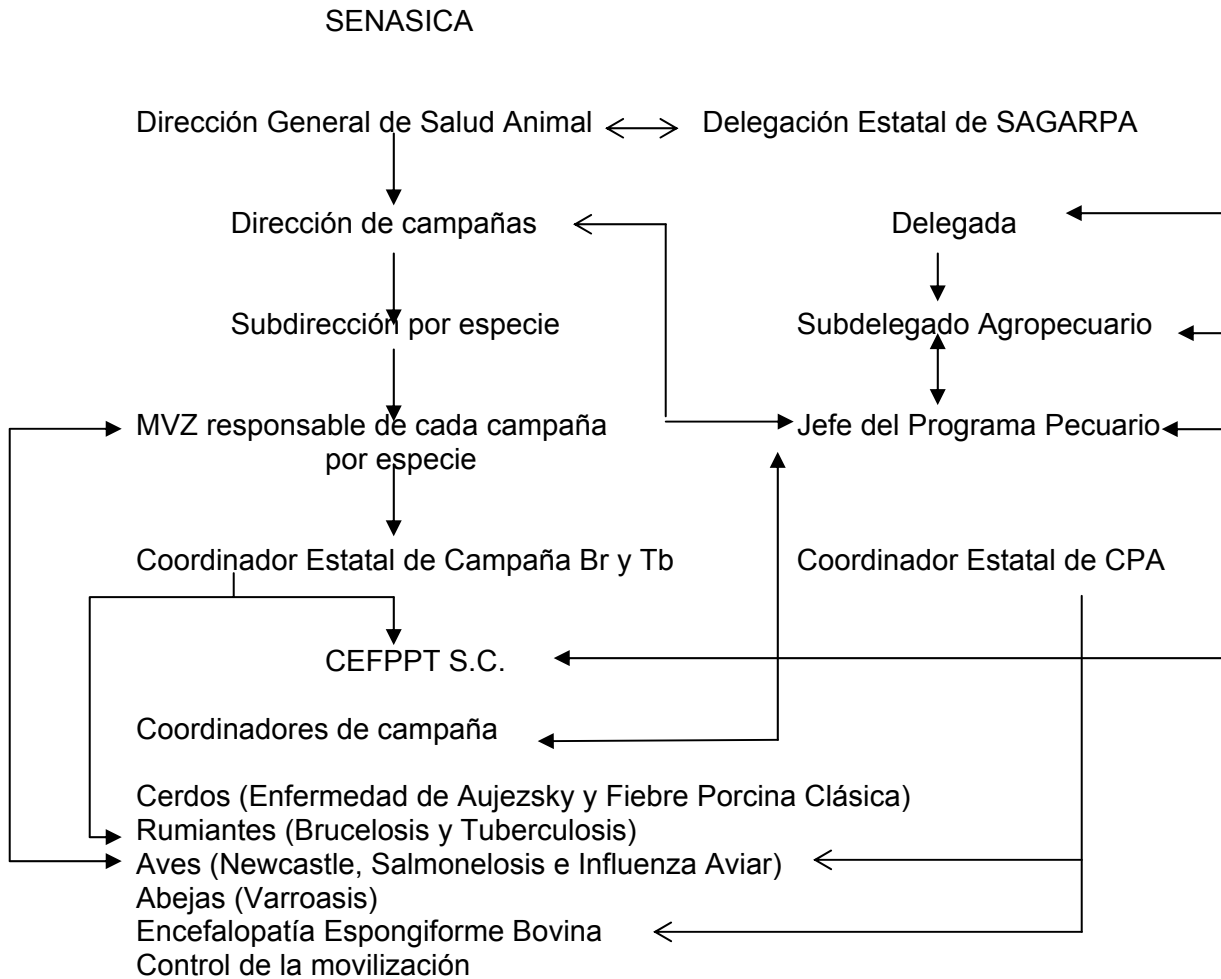 SENASICA
Dirección General de Salud Animal
Delegación Estatal de SAGARPA
Dirección de campañas
Delegada
Subdirección por especie
Subdelegado Agropecuario
MVZ responsable de cada campaña
por especie
Jefe del Programa Pecuario
Coordinador Estatal de Campaña Br y Tb
Coordinador Estatal de CPA
CEFPPT S.C.
Coordinadores de campaña
Cerdos (Enfermedad de Aujezsky y Fiebre Porcina Clásica)
Rumiantes (Brucelosis y Tuberculosis)
Aves (Newcastle, Salmonelosis e Influenza Aviar)
Abejas (Varroasis)
Encefalopatía Espongiforme Bovina
Control de la movilización